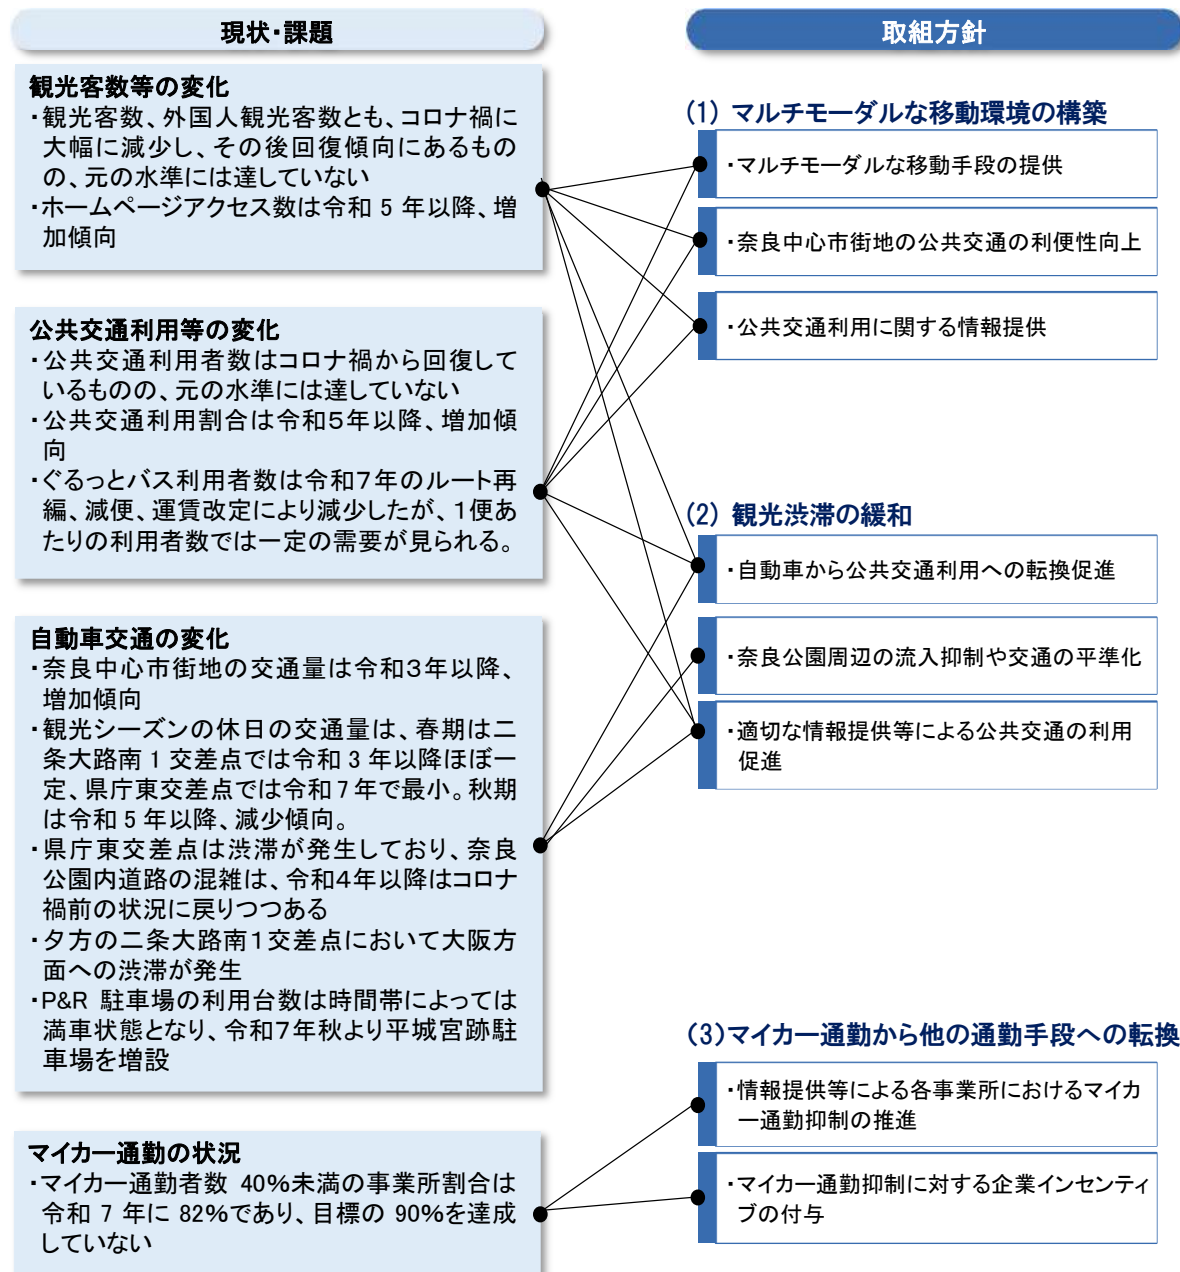 現状・課題
観光客数等の変化
・観光客数、外国人観光客数とも、コロナ禍に
大幅に減少し、その後回復傾向にあるもの
の、元の水準には達していない
・ホームページアクセス数は令和 5 年以降、増
加傾向
公共交通利用等の変化
・公共交通利用者数はコロナ禍から回復して
いるものの、元の水準には達していない
・公共交通利用割合は令和5年以降、増加傾
向
・ぐるっとバス利用者数は令和7年のルート再
編、減便、運賃改定により減少したが、1便あ
たりの利用者数では一定の需要が見られる。
自動車交通の変化
・奈良中心市街地の交通量は令和3年以降、
増加傾向
・観光シーズンの休日の交通量は、春期は二
条大路南 1 交差点では令和 3 年以降ほぼ一
定、県庁東交差点では令和7年で最小。秋期
は令和 5 年以降、減少傾向。
・県庁東交差点は渋滞が発生しており、奈良
公園内道路の混雑は、令和4年以降はコロナ
禍前の状況に戻りつつある
・夕方の二条大路南1交差点において大阪方
面への渋滞が発生
・P&R 駐車場の利用台数は時間帯によっては
満車状態となり、令和7年秋より平城宮跡駐
車場を増設
マイカー通勤の状況
・マイカー通勤者数 40%未満の事業所割合は
令和 7 年に 82%であり、目標の 90%を達成
していない
取組方針
(1) マルチモーダルな移動環境の構築
・マルチモーダルな移動手段の提供
・奈良中心市街地の公共交通の利便性向上
・公共交通利用に関する情報提供
(2) 観光渋滞の緩和
・自動車から公共交通利用への転換促進
・奈良公園周辺の流入抑制や交通の平準化
・適切な情報提供等による公共交通の利用
促進
(3)マイカー通勤から他の通勤手段への転換
・情報提供等による各事業所におけるマイカ
ー通勤抑制の推進
・マイカー通勤抑制に対する企業インセンティ
ブの付与